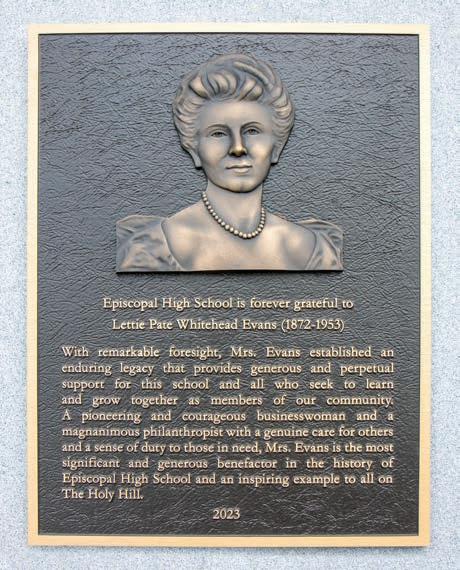 Episcopal High School is forever grateful to
Lettie Pate Whitehead Evans (1872-1953)
With remarkable foresight, Mrs. Evans established an
enduring legacy that provides generous and perpetual
support for this school and all who seek to learn
and grow together as members of our community.
A pioneering and courageous businesswoman and a
magnanimous philanthropist with a genuine care for others
and a sense of duty to those in need, Mrs. Evans is the most
significant and generous benefactor in the history of
Episcopal High School and an inspiring example to all on
The Holy Hill.
2023